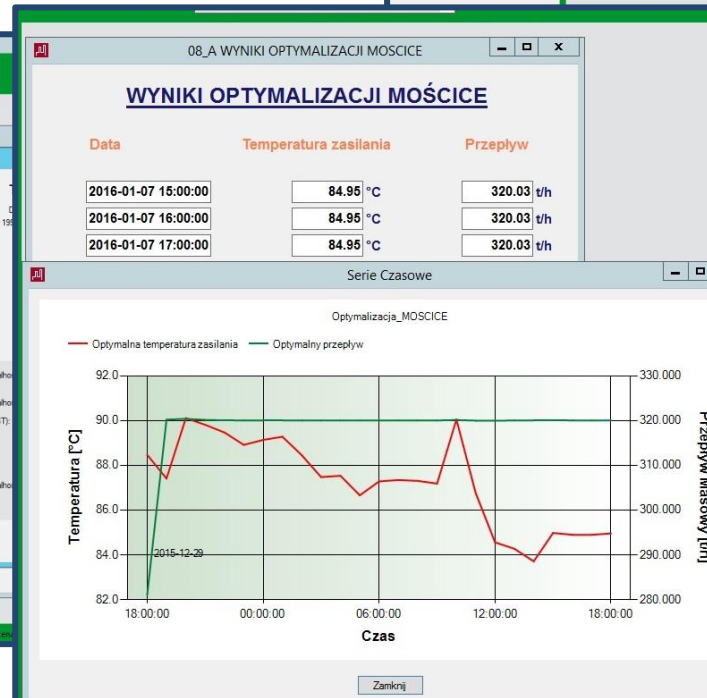 08_A WYNIKI OPTYMALIZACJI MOSCICE
WYNIKI OPTYMALIZACJI MOŚCICE
Data Temperatura zasilania Przepływ
2016-01-07 15:00:00 84.95 °C 320.03 t/h
2016-01-07 16:00:00 84.95 °C 320.03 t/h
2016-01-07 17:00:00 84.95 °C 320.03 t/h
Serie Czasowe
Optymalizacja_MOSCICE
Optymalna temperatura zasilania Optymalny przepływ
92.0 330.000
90.0 320.000
88.0 310.000
86.0 300.000
84.0 290.000
82.0 280.000
Temperatura [°C]
Przepływ Masowy [t/h]
2015-12-29
18:00:00 00:00:00 06:00:00 12:00:00 18:00:00
Czas
Zamknij